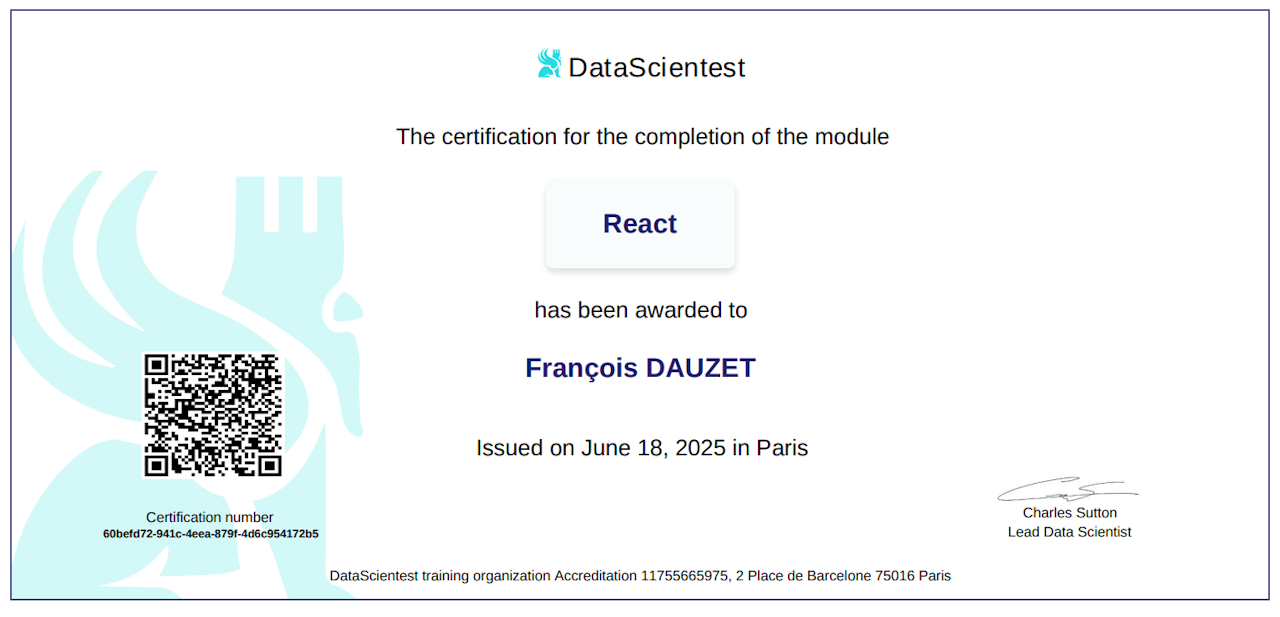 DataScientest
The certification for the completion of the module
React
has been awarded to
François DAUZET
Issued on June 18, 2025 in Paris
Certification number
60befd72-941c-4eea-879f-4d6c954172b5
Charles Sutton
Lead Data Scientist
DataScientest training organization Accreditation 11755665975, 2 Place de Barcelone 75016 Paris